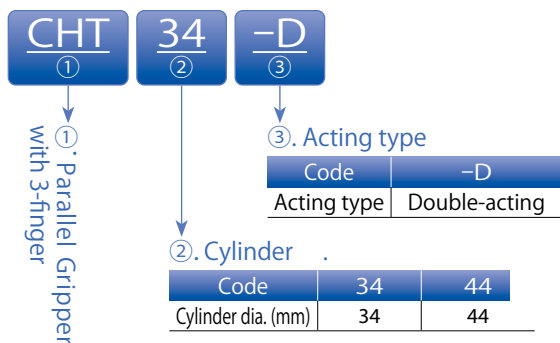 CHT 34 -D
① ② ③
①. Parallel Gripper
with 3-finger
③. Acting type
Code -D
Acting type Double-acting
②. Cylinder .
Code 34 44
Cylinder dia. (mm) 34 44